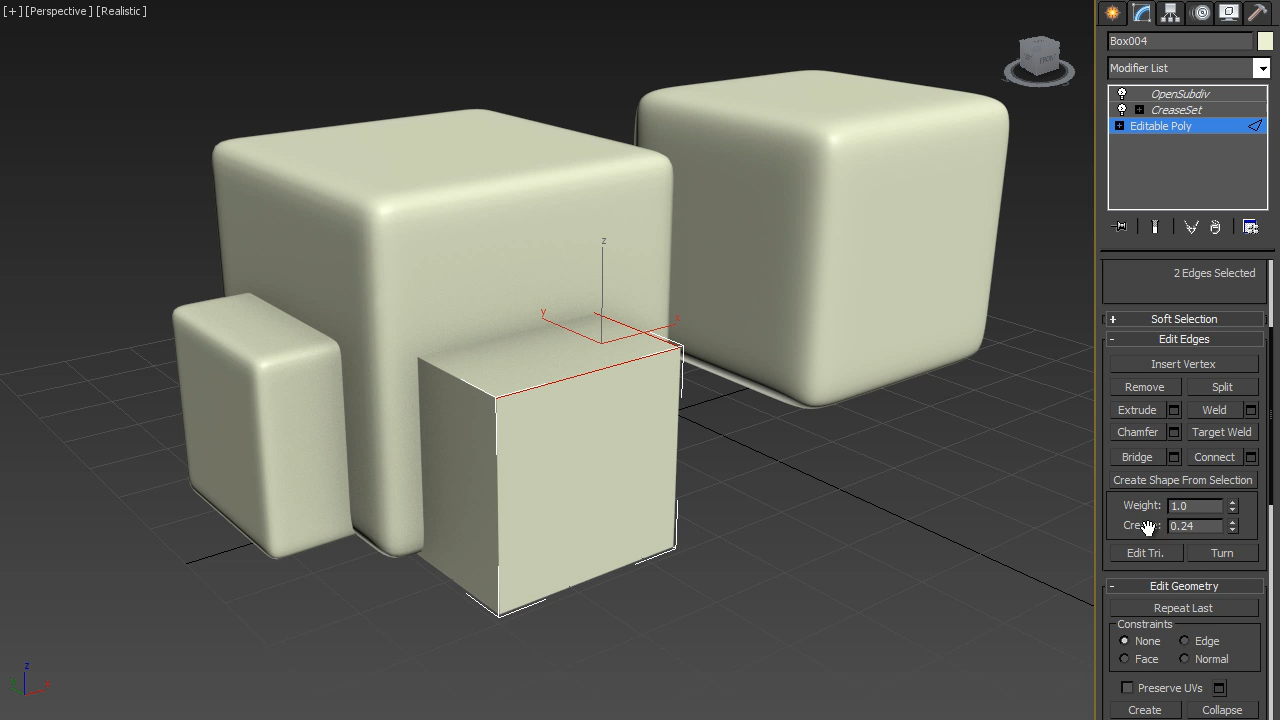 [+] [Perspective] [Realistic]
Box004
Modifier List
OpenSubdiv
CreaseSet
Editable Poly
2 Edges Selected
+ Soft Selection
- Edit Edges
Insert Vertex
Remove Split
Extrude Weld
Chamfer Target Weld
Bridge Connect
Create Shape From Selection
Weight: 1.0
0.24
Edit Tri. Turn
- Edit Geometry
Repeat Last
Constraints
None Edge
Face Normal
Preserve UVs
Create Collapse
z
y
x
z
x